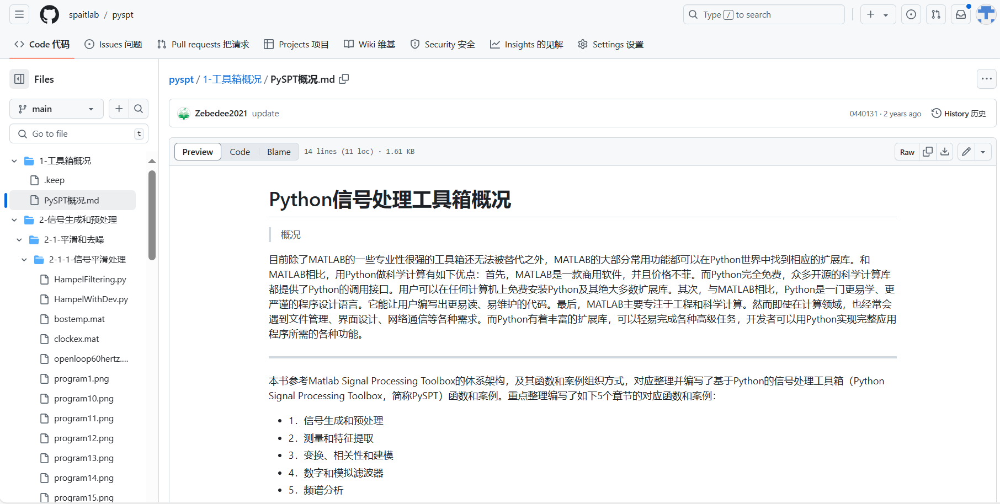 spaitlab / pyspt
Type / to search
Code 代码
Issues 问题
Pull requests 把请求
Projects 项目
Wiki 维基
Security 安全
Insights 的见解
Settings 设置
Files
main
Go to file
t
1-工具箱概况
.keep
PySPT概况.md
2-信号生成和预处理
2-1-平滑和去噪
2-1-1-信号平滑处理
HampelFiltering.py
HampelWithDev.py
bostemp.mat
clockex.mat
openloop60hertz....
program1.png
program10.png
program11.png
program12.png
program13.png
program14.png
program15.png
pyspt / 1-工具箱概况 / PySPT概况.md
Zebedee2021 update
0440131 · 2 years ago
History 历史
Preview
Code
Blame
14 lines (11 loc) · 1.61 KB
Raw
Python信号处理工具箱概况
概况
目前除了MATLAB的一些专业性很强的工具箱还无法被替代之外，MATLAB的大部分常用功能都可以在Python世界中找到相应的扩展库。和
MATLAB相比，用Python做科学计算有如下优点：首先，MATLAB是一款商用软件，并且价格不菲。而Python完全免费，众多开源的科学计算库
都提供了Python的调用接口。用户可以在任何计算机上免费安装Python及其绝大多数扩展库。其次，与MATLAB相比，Python是一门更易学、更
严谨的程序设计语言。它能让用户编写出更易读、易维护的代码。最后，MATLAB主要专注于工程和科学计算。然而即使在计算领域，也经常会
遇到文件管理、界面设计、网络通信等各种需求。而Python有着丰富的扩展库，可以轻易完成各种高级任务，开发者可以用Python实现完整应用
程序所需的各种功能。
本书参考Matlab Signal Processing Toolbox的体系架构，及其函数和案例组织方式，对应整理并编写了基于Python的信号处理工具箱（Python
Signal Processing Toolbox，简称PySPT）函数和案例。重点整理编写了如下5个章节的对应函数和案例：
• 1．信号生成和预处理
• 2．测量和特征提取
• 3．变换、相关性和建模
• 4．数字和模拟滤波器
• 5．频谱分析